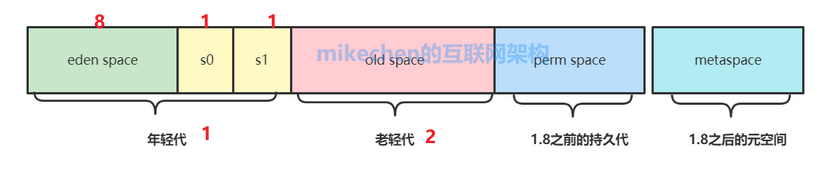 8 1 1
eden space s0 s1 old space perm space metaspace
mikechen的互联网架构
年轻代 1 老轻代 2 1.8之前的持久代 1.8之后的元空间